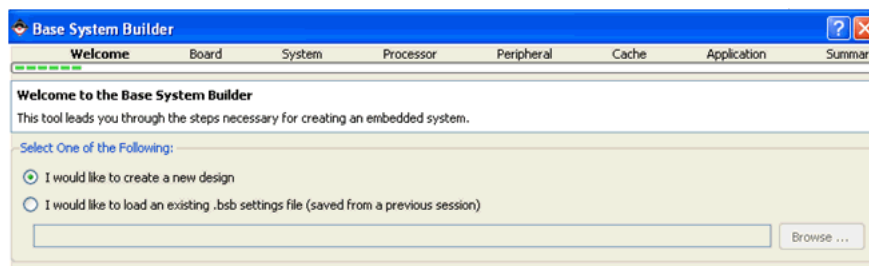 Base System Builder
Welcome Board System Processor Peripheral Cache Application Summar
Welcome to the Base System Builder
This tool leads you through the steps necessary for creating an embedded system.
Select One of the Following:
I would like to create a new design
I would like to load an existing .bsb settings file (saved from a previous session)
Browse ...